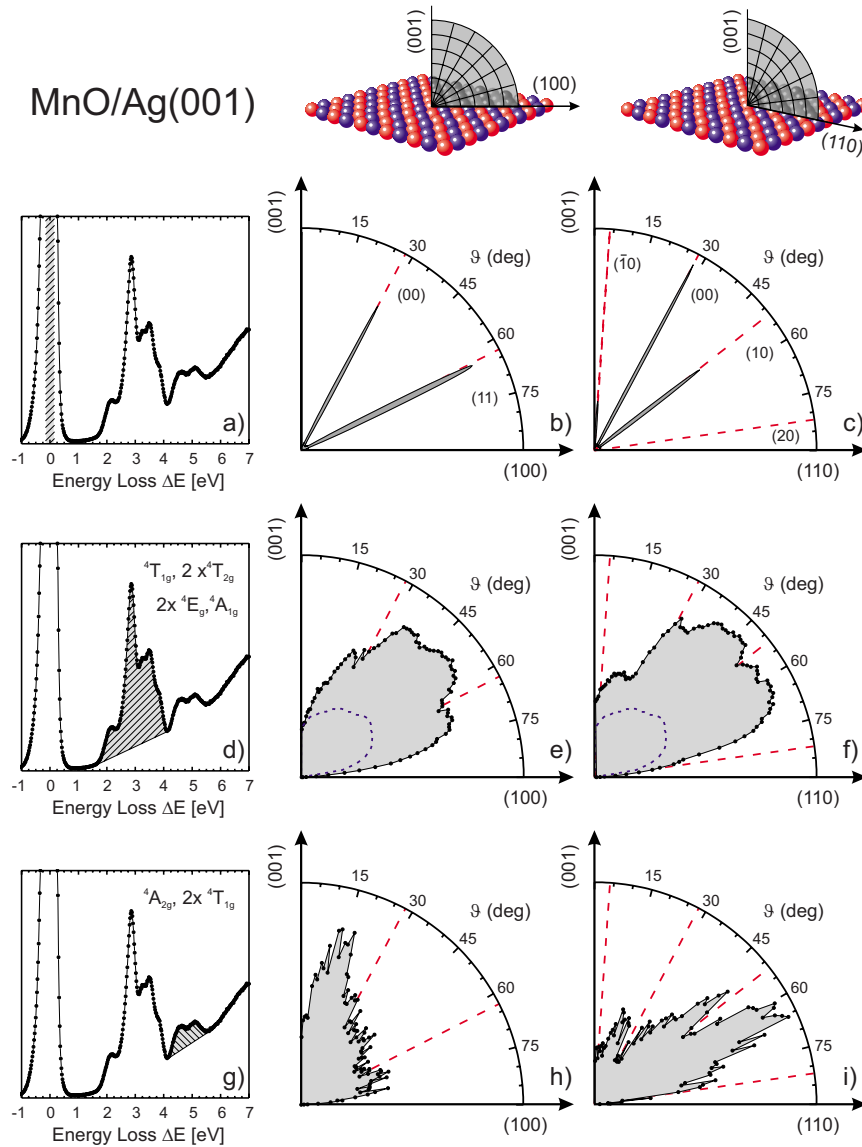 (001)
(100)
(001)
(110)
MnO/Ag(001)
-1 0 1 2 3 4 5 6 7
Energy Loss ΔE [eV]
a)
(001)
15
30
ϑ (deg)
45
60
75
(00)
(11)
b)
(100)
(001)
15
30
ϑ (deg)
45
60
75
(1̄0)
(00)
(10)
(20)
c)
(110)
⁴T₁g, 2 x⁴T₂g
2x ⁴Eg,⁴A₁g
-1 0 1 2 3 4 5 6 7
Energy Loss ΔE [eV]
d)
(001)
15
30
ϑ (deg)
45
60
75
e)
(100)
(001)
15
30
ϑ (deg)
45
60
75
f)
(110)
⁴A₂g, 2x ⁴T₁g
-1 0 1 2 3 4 5 6 7
Energy Loss ΔE [eV]
g)
(001)
15
30
ϑ (deg)
45
60
75
h)
(100)
(001)
15
30
ϑ (deg)
45
60
75
i)
(110)